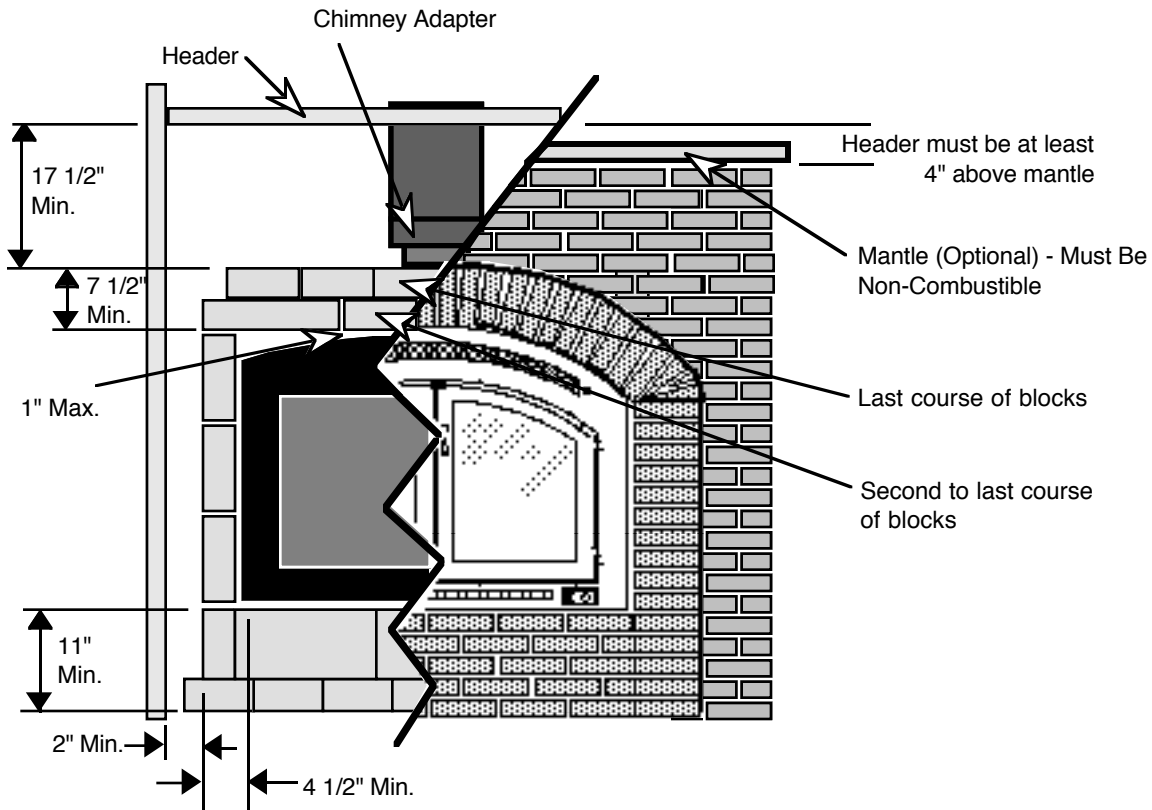 Chimney Adapter
Header
17 1/2"
Min.
Header must be at least
4" above mantle
Mantle (Optional) - Must Be
Non-Combustible
7 1/2"
Min.
1" Max.
Last course of blocks
Second to last course
of blocks
11"
Min.
2" Min.
4 1/2" Min.